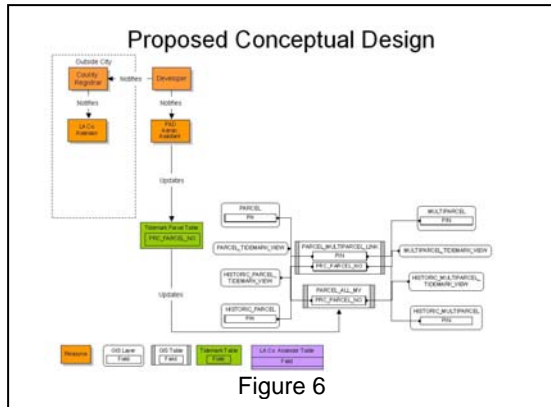 Proposed Conceptual Design
Outside City
County
Registrar
Notifies
Developer
Notifies
Notifies
LA Co.
Assessor
P&D
Admin
Assistant
Updates
Tidemark Parcel Table
PRC_PARCEL_NO
Updates
PARCEL
PIN
PARCEL_TIDEMARK_VIEW
HISTORIC_PARCEL_
TIDEMARK_VIEW
HISTORIC_PARCEL
PIN
PARCEL_MULTIPARCEL_LINK
PIN
PRC_PARCEL_NO
PARCEL_ALL_MV
PRC_PARCEL_NO
MULTIPARCEL
PIN
MULTIPARCEL_TIDEMARK_VIEW
HISTORIC_MULTIPARCEL_
TIDEMARK_VIEW
HISTORIC_MULTIPARCEL
PIN
Resource
GIS Layer
Field
GIS Table
Field
Tidemark Table
Field
LA Co. Assessor Table
Field
Figure 6